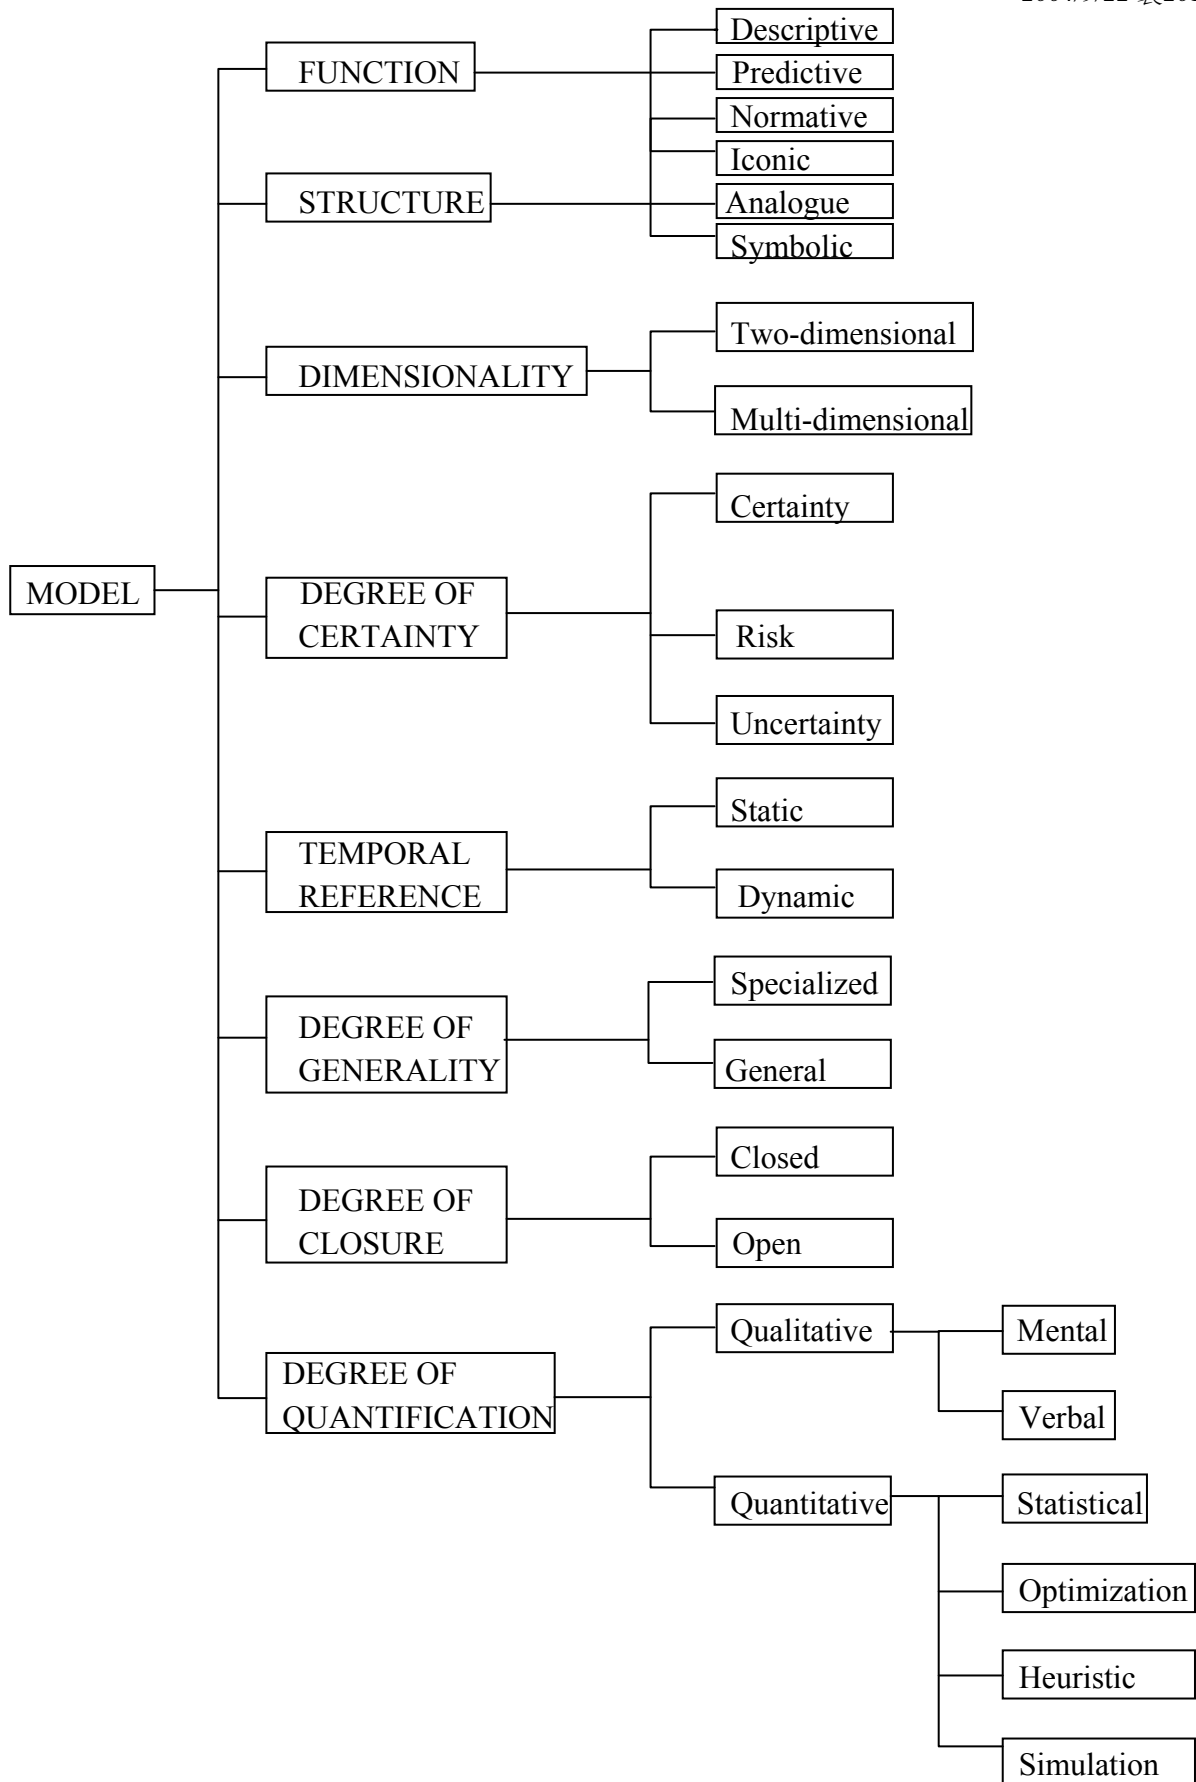 Descriptive
FUNCTION
Predictive
Normative
Iconic
STRUCTURE
Analogue
Symbolic
Two-dimensional
DIMENSIONALITY
Multi-dimensional
Certainty
MODEL
DEGREE OF
CERTAINTY
Risk
Uncertainty
Static
TEMPORAL
REFERENCE
Dynamic
Specialized
DEGREE OF
GENERALITY
General
Closed
DEGREE OF
CLOSURE
Open
Qualitative
Mental
DEGREE OF
QUANTIFICATION
Verbal
Quantitative
Statistical
Optimization
Heuristic
Simulation